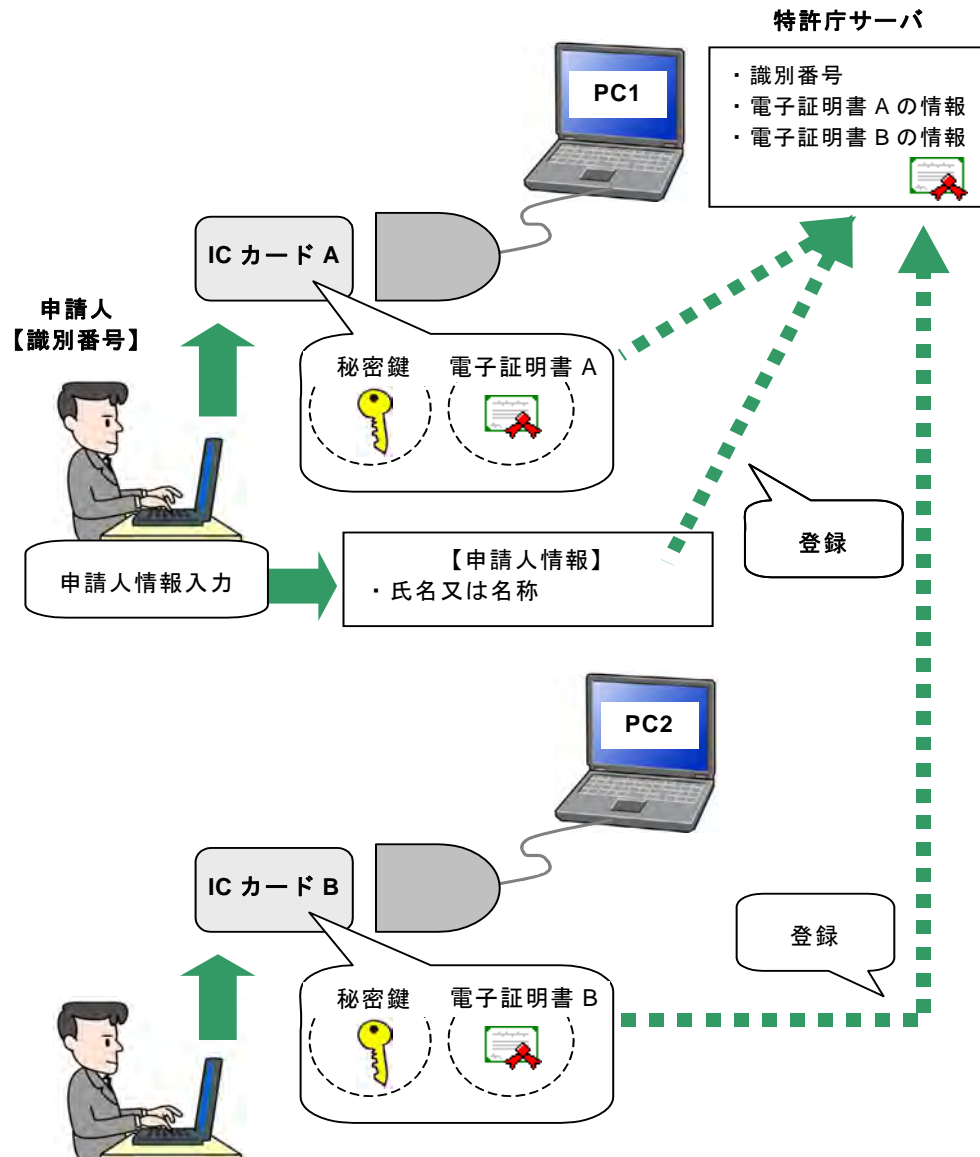 特許庁サーバ
・識別番号
・電子証明書 A の情報
・電子証明書 B の情報
PC1
IC カード A
申請人
【識別番号】
秘密鍵
電子証明書 A
登録
申請人情報入力
【申請人情報】
・氏名又は名称
PC2
IC カード B
登録
秘密鍵
電子証明書 B